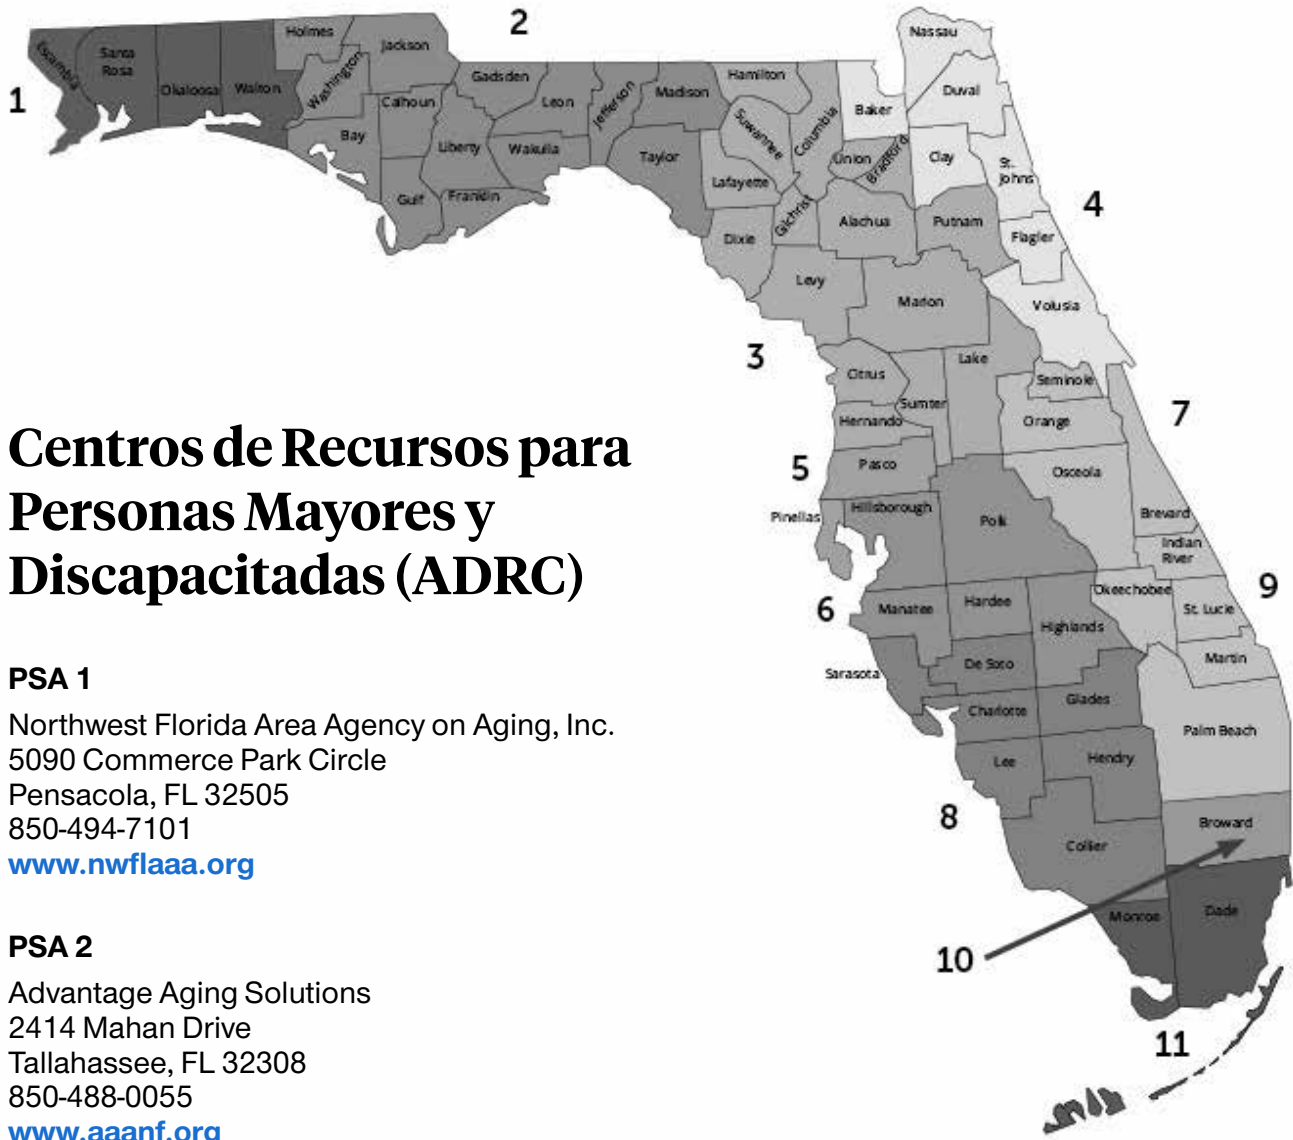 2
Holmes
Jackson
Nassau
Escambia
Santa
Rosa
Okaloosa
Walton
Washington
Gadsden
Leon
Jefferson
Madison
Hamilton
Duval
1
Calhoun
Bay
Liberty
Wakulla
Taylor
Suwannee
Columbia
Baker
Union
Bradford
Clay
St.
Johns
Gulf
Franklin
Lafayette
Dixie
Gilchrist
Alachua
Putnam
4
Flagler
Levy
Marion
Volusia
3
Citrus
Lake
Seminole
Sumter
7
Hernando
Orange
Centros de Recursos para
Personas Mayores y
Discapacitadas (ADRC)
5
Pasco
Osceola
Pinellas
Hillsborough
Polk
Brevard
Indian
River
6
Manatee
Hardee
Highlands
Okeechobee
St. Lucie
9
Sarasota
De Soto
Martin
Charlotte
Glades
Palm Beach
Lee
Hendry
8
Collier
Broward
Monroe
Dade
10
11
PSA 1
Northwest Florida Area Agency on Aging, Inc.
5090 Commerce Park Circle
Pensacola, FL 32505
850-494-7101
www.nwflaaa.org
PSA 2
Advantage Aging Solutions
2414 Mahan Drive
Tallahassee, FL 32308
850-488-0055
www.aaanf.org